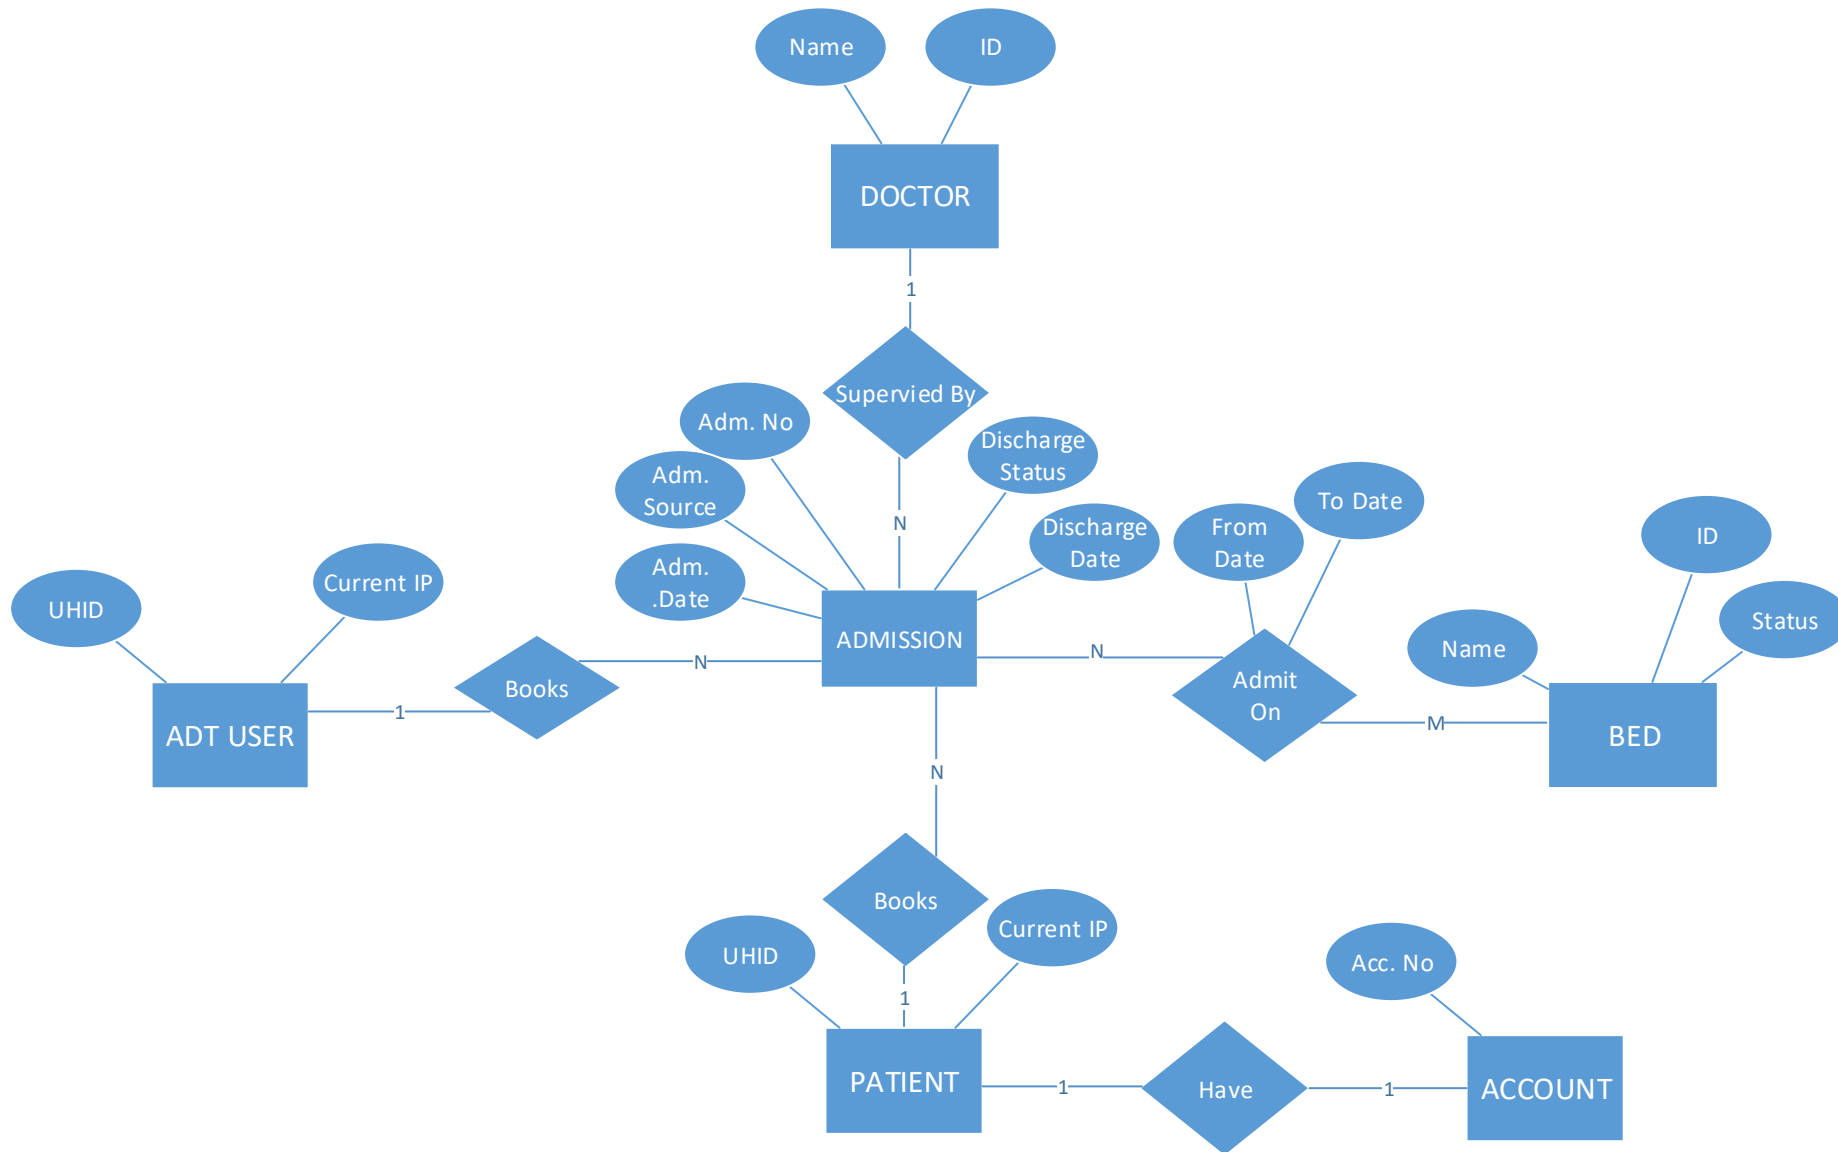 Name
ID
DOCTOR
1
Supervied By
Adm. No
Discharge
Status
Adm.
Source
To Date
N
From
Date
Discharge
Date
ID
Adm.
.Date
Current IP
UHID
Status
ADMISSION
Name
Books
N
N
Admit
On
1
M
ADT USER
BED
N
Books
Current IP
UHID
Acc. No
1
PATIENT
1
Have
1
ACCOUNT